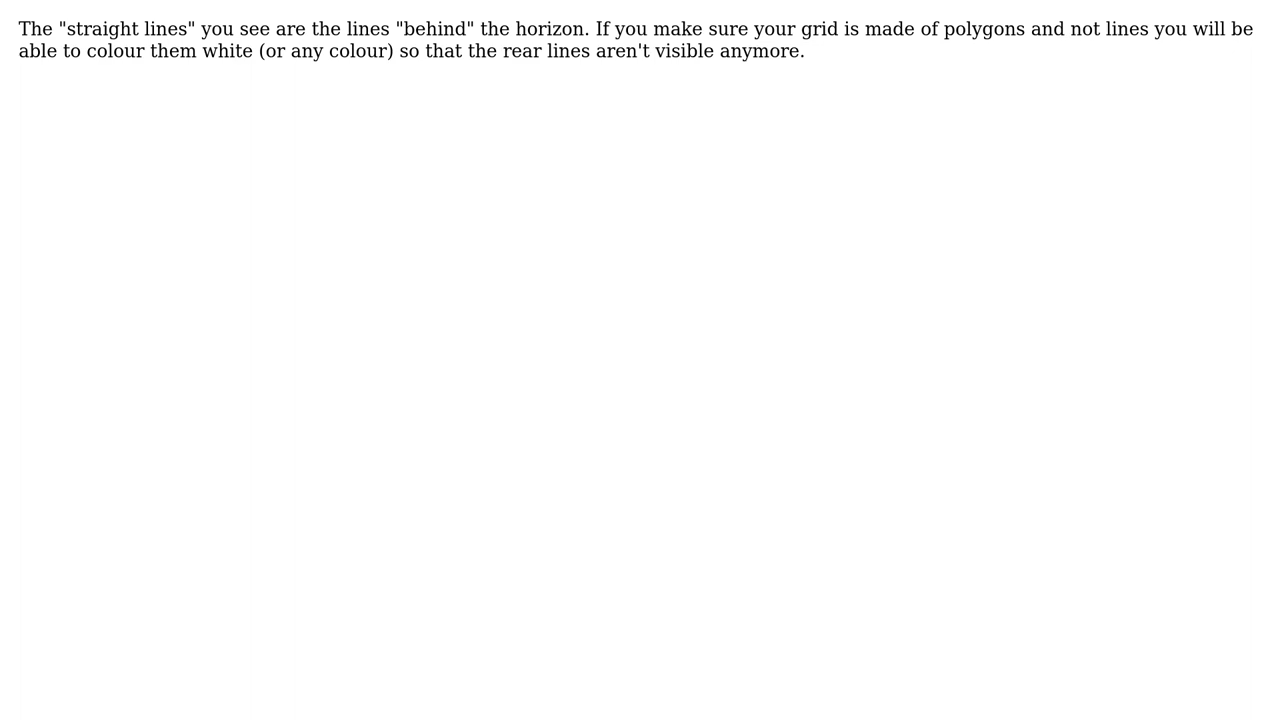 The "straight lines" you see are the lines "behind" the horizon. If you make sure your grid is made of polygons and not lines you will be
able to colour them white (or any colour) so that the rear lines aren't visible anymore.